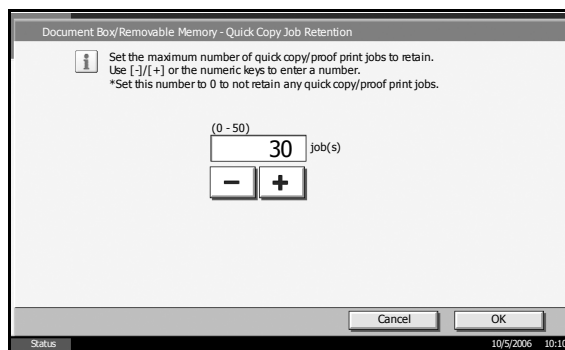 Document Box/Removable Memory - Quick Copy Job Retention
Set the maximum number of quick copy/proof print jobs to retain.
Use [-]/[+] or the numeric keys to enter a number.
*Set this number to 0 to not retain any quick copy/proof print jobs.
(0 - 50)
30 job(s)
- +
Cancel OK
Status 10/5/2006 10:10